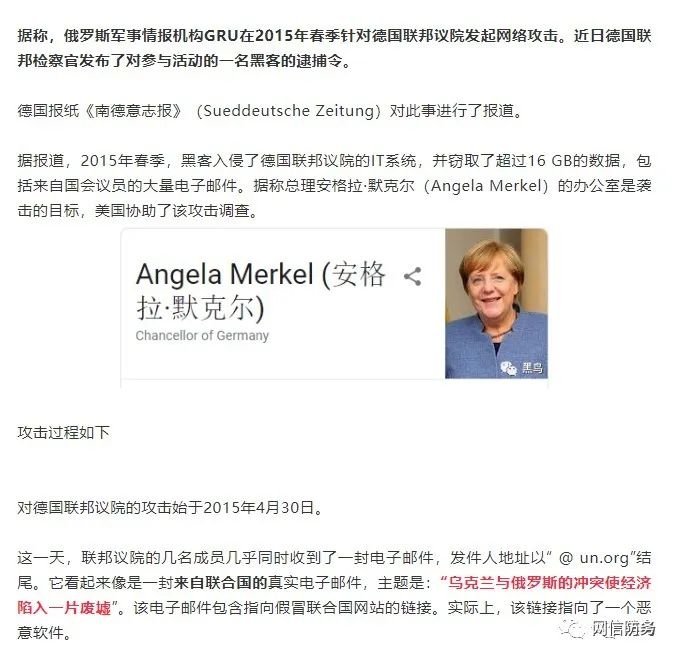 据称，俄罗斯军事情报机构GRU在2015年春季针对德国联邦议院发起网络攻击。近日德国联
邦检察官发布了对参与活动的一名黑客的逮捕令。
德国报纸《南德意志报》（Sueddeutsche Zeitung）对此事进行了报道。
据报道，2015年春季，黑客入侵了德国联邦议院的IT系统，并窃取了超过16 GB的数据，包
括来自国会议员的大量电子邮件。据称总理安格拉·默克尔（Angela Merkel）的办公室是袭
击的目标，美国协助了该攻击调查。
Angela Merkel (安格
拉·默克尔)
Chancellor of Germany
黑鸟
攻击过程如下
对德国联邦议院的攻击始于2015年4月30日。
这一天，联邦议院的几名成员几乎同时收到了一封电子邮件，发件人地址以“ @ un.org”结
尾。它看起来像是一封来自联合国的真实电子邮件，主题是：“乌克兰与俄罗斯的冲突使经济
陷入一片废墟”。该电子邮件包含指向假冒联合国网站的链接。实际上，该链接指向了一个恶
意软件。
网信防务